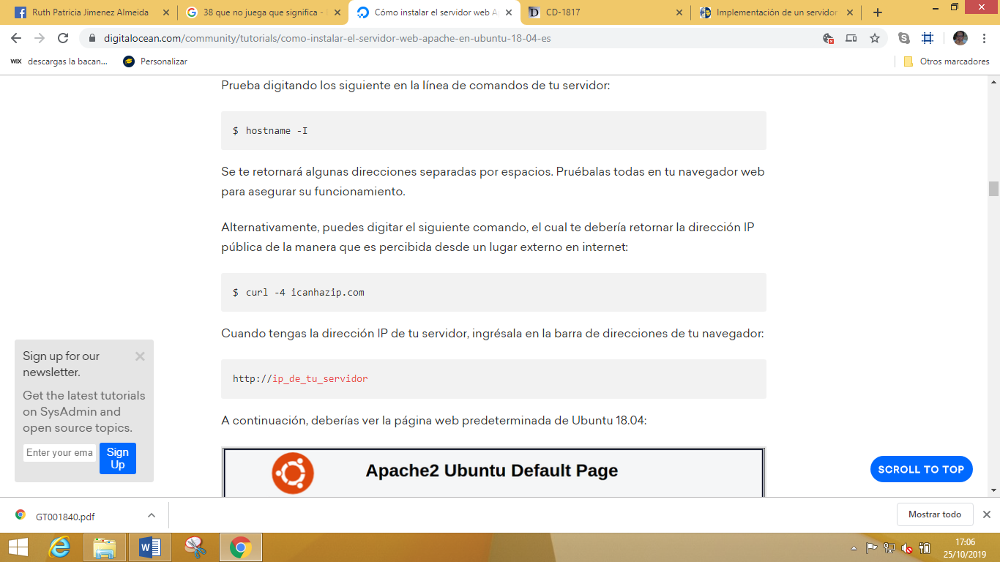 Ruth Patricia Jimenez Almeida
38 que no juega que significa -
Cómo instalar el servidor web A
CD-1817
Implementación de un servidor
digitalocean.com/community/tutorials/como-instalar-el-servidor-web-apache-en-ubuntu-18-04-es
WIX descargas la bacan...
Personalizar
Otros marcadores
Prueba digitando los siguiente en la línea de comandos de tu servidor:
$ hostname -I
Se te retornará algunas direcciones separadas por espacios. Pruébalas todas en tu navegador web
para asegurar su funcionamiento.
Alternativamente, puedes digitar el siguiente comando, el cual te debería retornar la dirección IP
pública de la manera que es percibida desde un lugar externo en internet:
$ curl -4 icanhazip.com
Cuando tengas la dirección IP de tu servidor, ingrésala en la barra de direcciones de tu navegador:
http://ip_de_tu_servidor
A continuación, deberías ver la página web predeterminada de Ubuntu 18.04:
Apache2 Ubuntu Default Page
Sign up for our
newsletter.
Get the latest tutorials
on SysAdmin and
open source topics.
Enter your ema
Sign
Up
SCROLL TO TOP
GT001840.pdf
Mostrar todo
17:06
25/10/2019